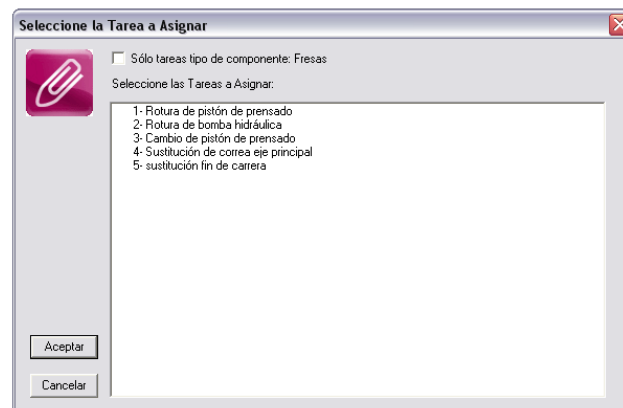 Seleccione la Tarea a Asignar
Sólo tareas tipo de componente: Fresas
Seleccione las Tareas a Asignar:
1- Rotura de pistón de prensado
2- Rotura de bomba hidráulica
3- Cambio de pistón de prensado
4- Sustitución de correa eje principal
5- sustitución fin de carrera
Aceptar
Cancelar